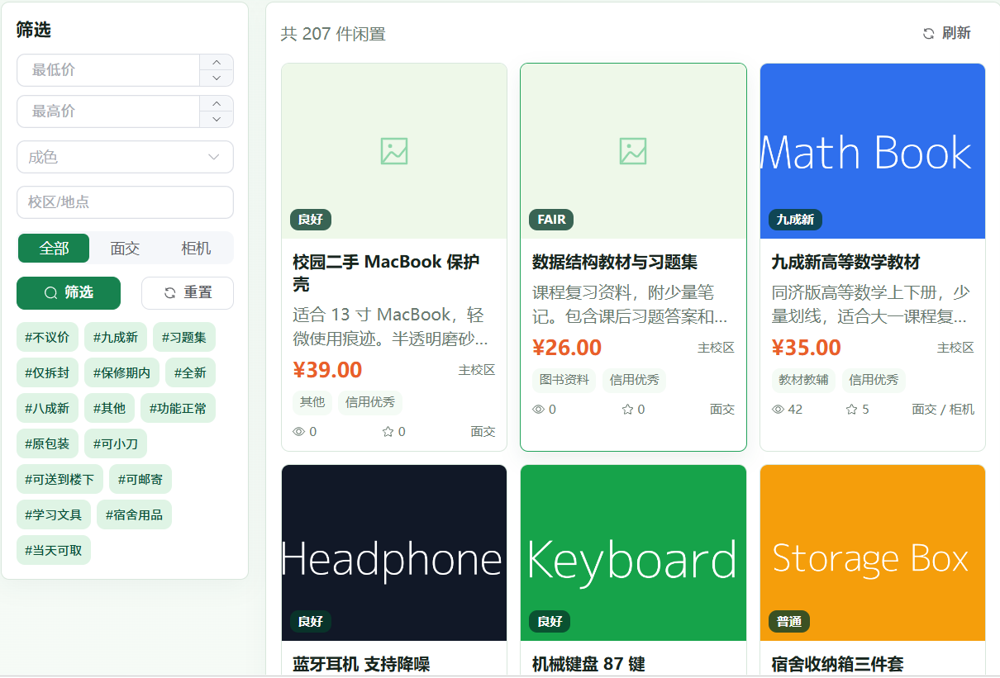 筛选
最低价
最高价
成色
校区/地点
全部 面交 柜机
筛选 重置
#不议价 #九成新 #习题集
#仅拆封 #保修期内 #全新
#八成新 #其他 #功能正常
#原包装 #可小刀
#可送到楼下 #可邮寄
#学习文具 #宿舍用品
#当天可取
共 207 件闲置
刷新
良好
校园二手 MacBook 保护
壳
适合 13 寸 MacBook，轻
微使用痕迹。半透明磨砂...
¥39.00 主校区
其他 信用优秀
0 0 面交
FAIR
数据结构教材与习题集
课程复习资料，附少量笔
记。包含课后习题答案和...
¥26.00 主校区
图书资料 信用优秀
0 0 面交
Math Book
九成新
九成新高等数学教材
同济版高等数学上下册，少
量划线，适合大一课程复...
¥35.00 主校区
教材教辅 信用优秀
42 5 面交 / 柜机
Headphone
良好
蓝牙耳机 支持降噪
Keyboard
良好
机械键盘 87 键
Storage Box
普通
宿舍收纳箱三件套